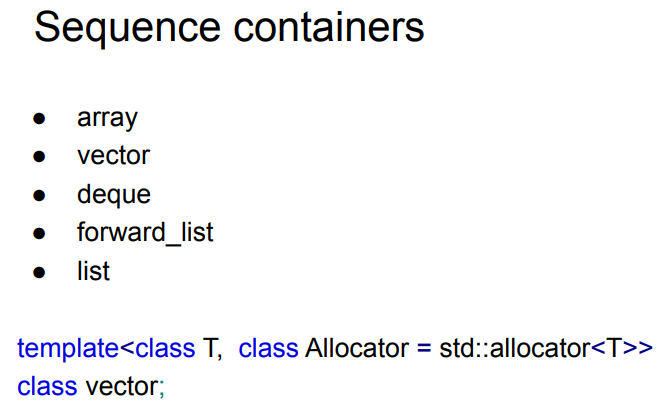 Sequence containers
● array
● vector
● deque
● forward_list
● list
template<class T,  class Allocator = std::allocator<T>>
class vector;